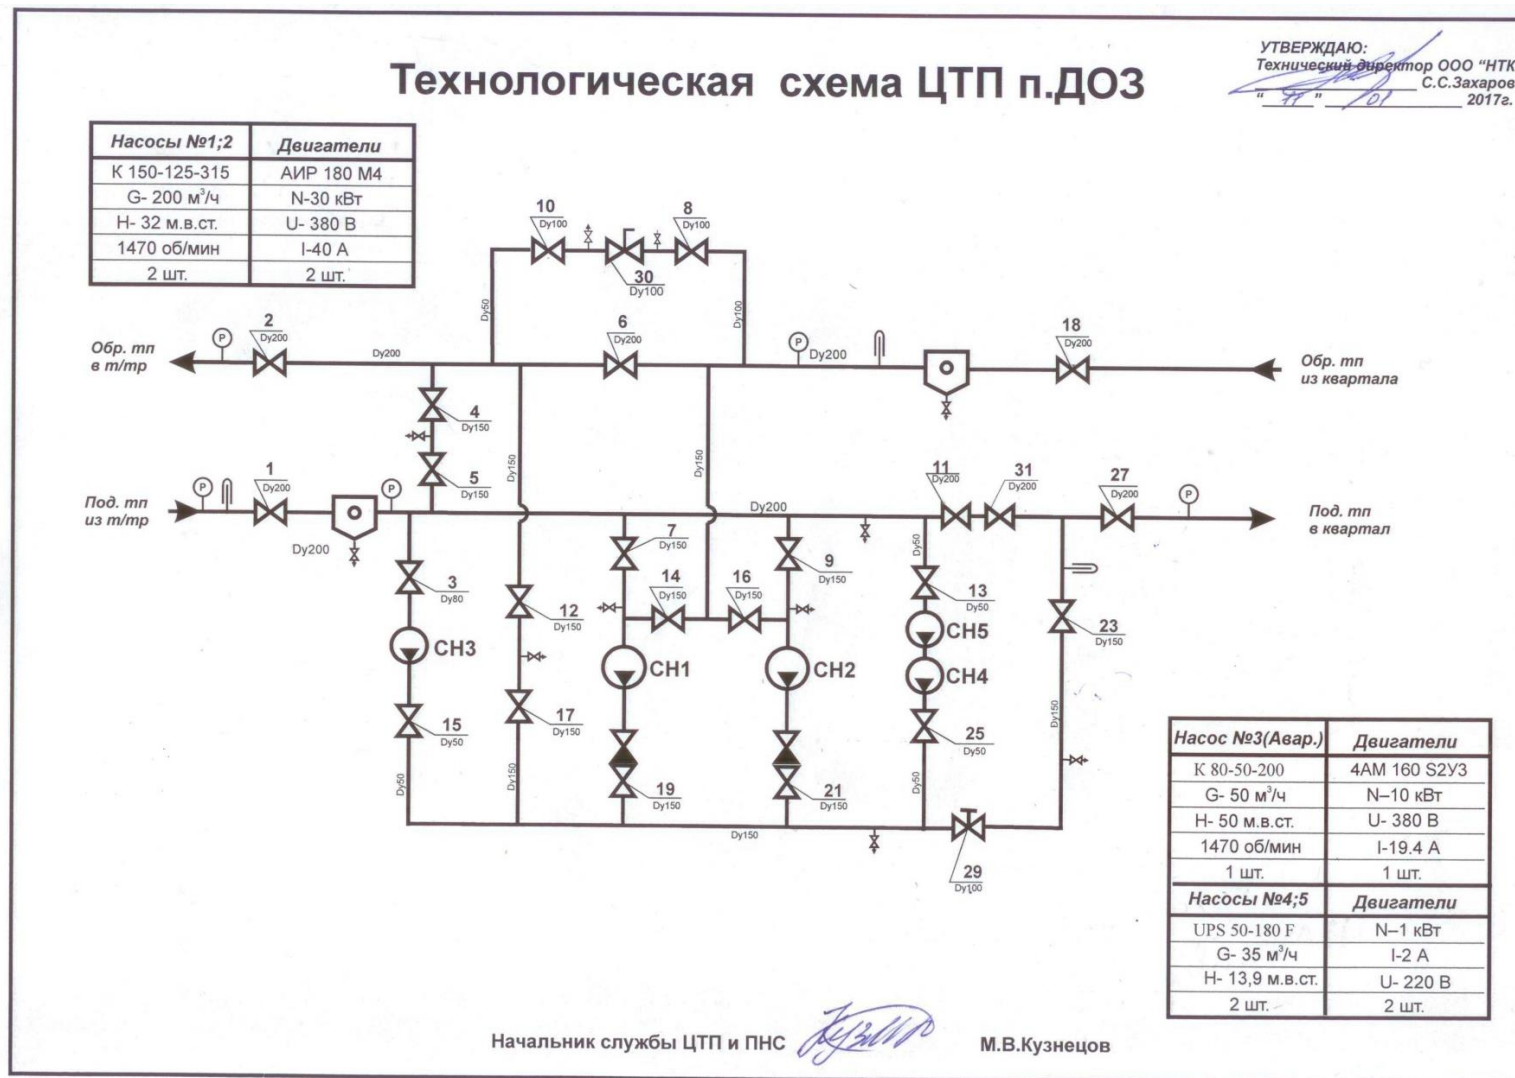 УТВЕРЖДАЮ:
Технический директор ООО "НТК
С.С.Захаров
" 11 " 01 2017г.
Технологическая схема ЦТП п.ДОЗ
Насосы №1;2 Двигатели
К 150-125-315 АИР 180 М4
G- 200 м³/ч N-30 кВт
Н- 32 м.в.ст. U- 380 В
1470 об/мин I-40 А
2 шт. 2 шт.
10
Dy100
8
Dy100
30
Dy100
Dy50
Dy100
Обр. тп
в т/тр
P
2
Dy200
Dy200
6
Dy200
P
Dy200
18
Dy200
Обр. тп
из квартала
4
Dy150
5
Dy150
Dy150
Dy150
Под. тп
из т/тр
P
1
Dy200
P
Dy200
Dy200
11
Dy200
31
Dy200
27
Dy200
P
Под. тп
в квартал
3
Dy80
12
Dy150
7
Dy150
14
Dy150
16
Dy150
9
Dy150
Dy50
13
Dy50
23
Dy150
СН3
СН1
СН2
СН5
СН4
15
Dy50
17
Dy150
19
Dy150
21
Dy150
25
Dy50
Dy150
Dy50
Dy150
Dy50
Dy150
29
Dy100
Насос №3(Авар.) Двигатели
К 80-50-200 4АМ 160 S2У3
G- 50 м³/ч N–10 кВт
Н- 50 м.в.ст. U- 380 В
1470 об/мин I-19.4 А
1 шт. 1 шт.
Насосы №4;5 Двигатели
UPS 50-180 F N–1 кВт
G- 35 м³/ч I-2 А
Н- 13,9 м.в.ст. U- 220 В
2 шт. 2 шт.
Начальник службы ЦТП и ПНС М.В.Кузнецов